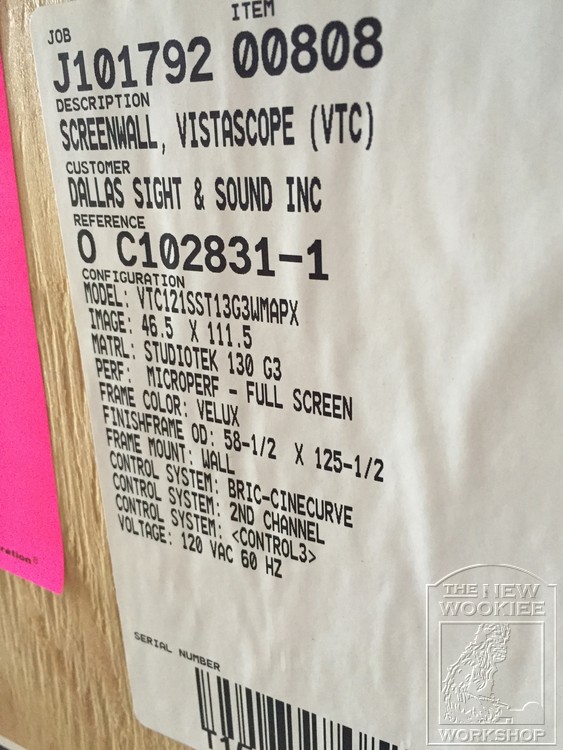 ITEM
JOB
J101792 00808
DESCRIPTION
SCREENWALL, VISTASCOPE (VTC)
CUSTOMER
DALLAS SIGHT & SOUND INC
REFERENCE
O C102831-1
CONFIGURATION
MODEL: VTC121SST13G3WMAPX
IMAGE: 46.5 X 111.5
MATRL: STUDIOTEK 130 G3
PERF: MICROPERF - FULL SCREEN
FRAME COLOR: VELUX
FINISHFRAME OD: 58-1/2 X 125-1/2
FRAME MOUNT: WALL
CONTROL SYSTEM: BRIC-CINECURVE
CONTROL SYSTEM: 2ND CHANNEL
CONTROL SYSTEM: <CONTROL3>
VOLTAGE: 120 VAC 60 HZ
SERIAL NUMBER
THE NEW
WOOKIEE
WORKSHOP